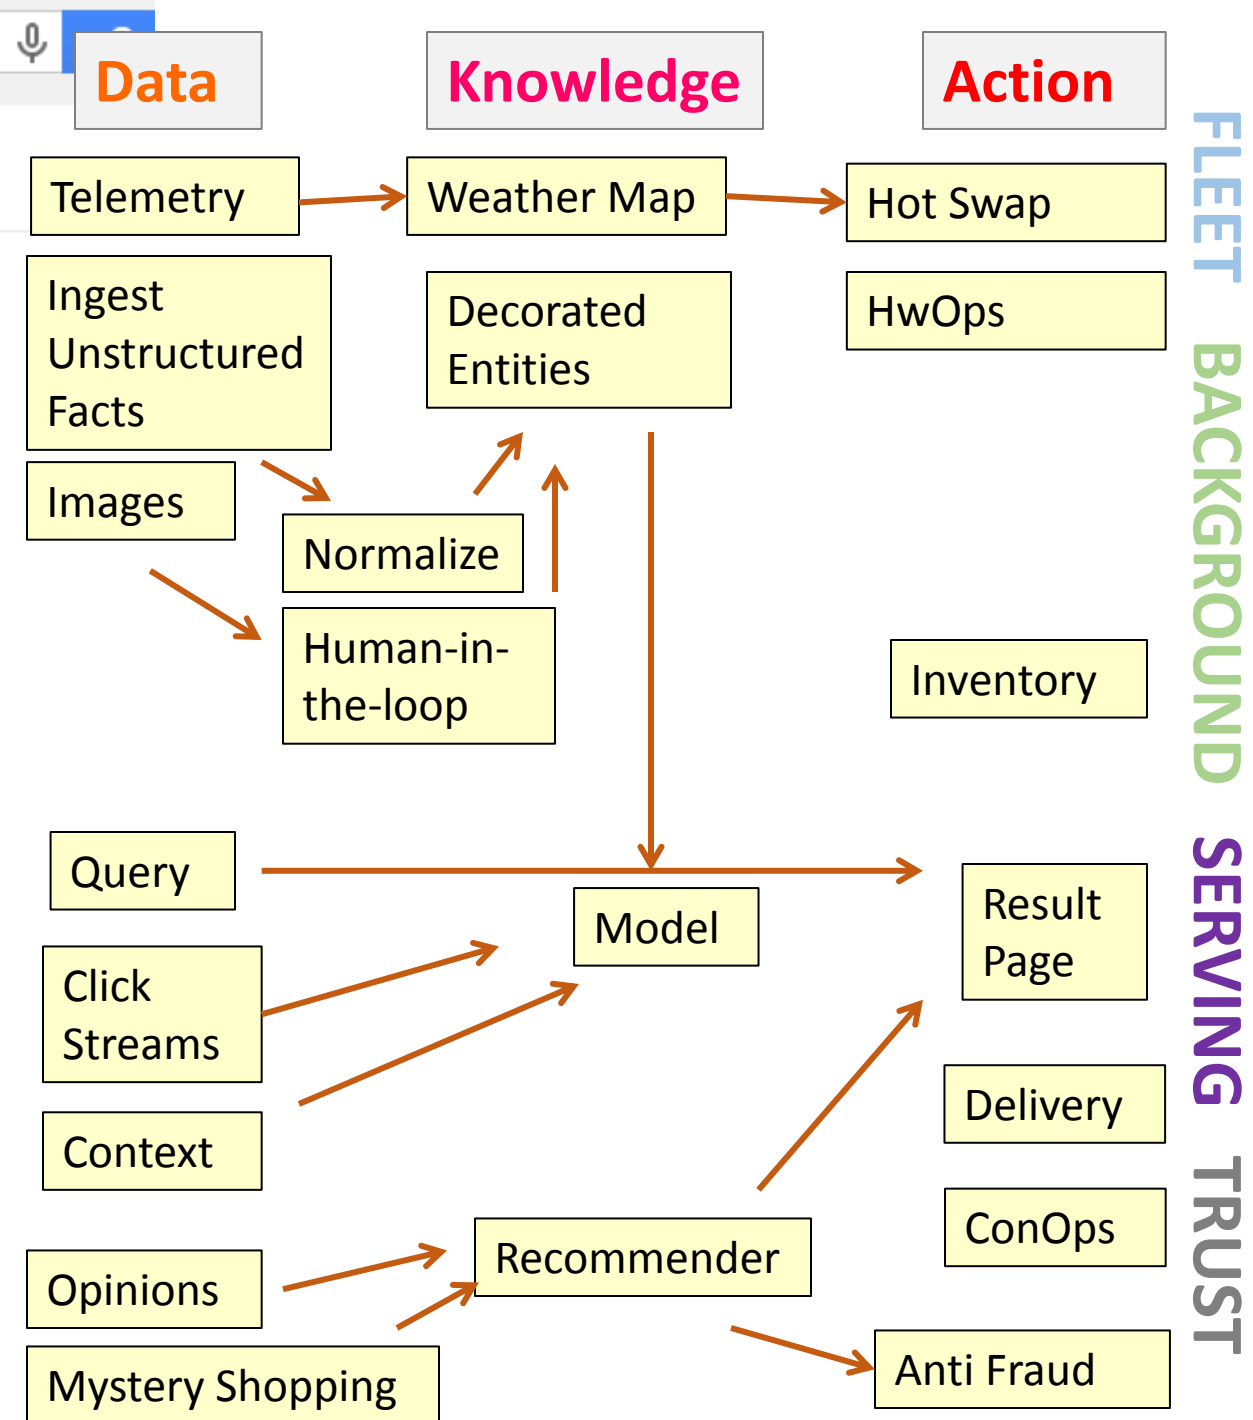 Data
Knowledge
Action
Telemetry
Weather Map
Hot Swap
FLEET
Ingest
Unstructured
Facts
Decorated
Entities
HwOps
BACKGROUND
Images
Normalize
Human-in-
the-loop
Inventory
Query
Model
Result
Page
SERVING
Click
Streams
Context
Delivery
ConOps
TRUST
Opinions
Recommender
Mystery Shopping
Anti Fraud